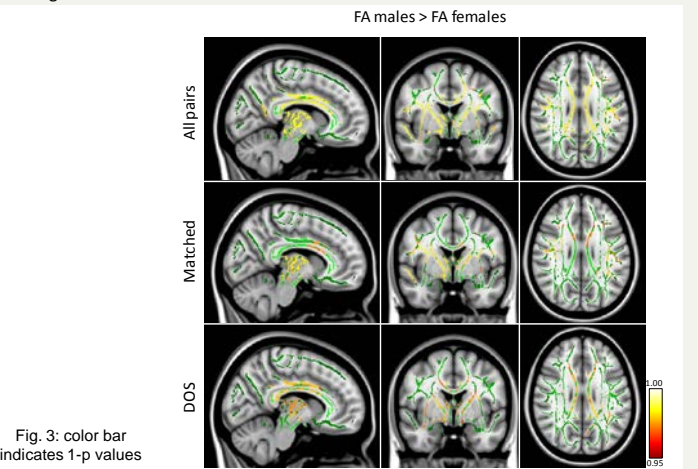 FA males > FA females
All pairs
Matched
DOS
1.00
0.95
Fig. 3: color bar
indicates 1-p values